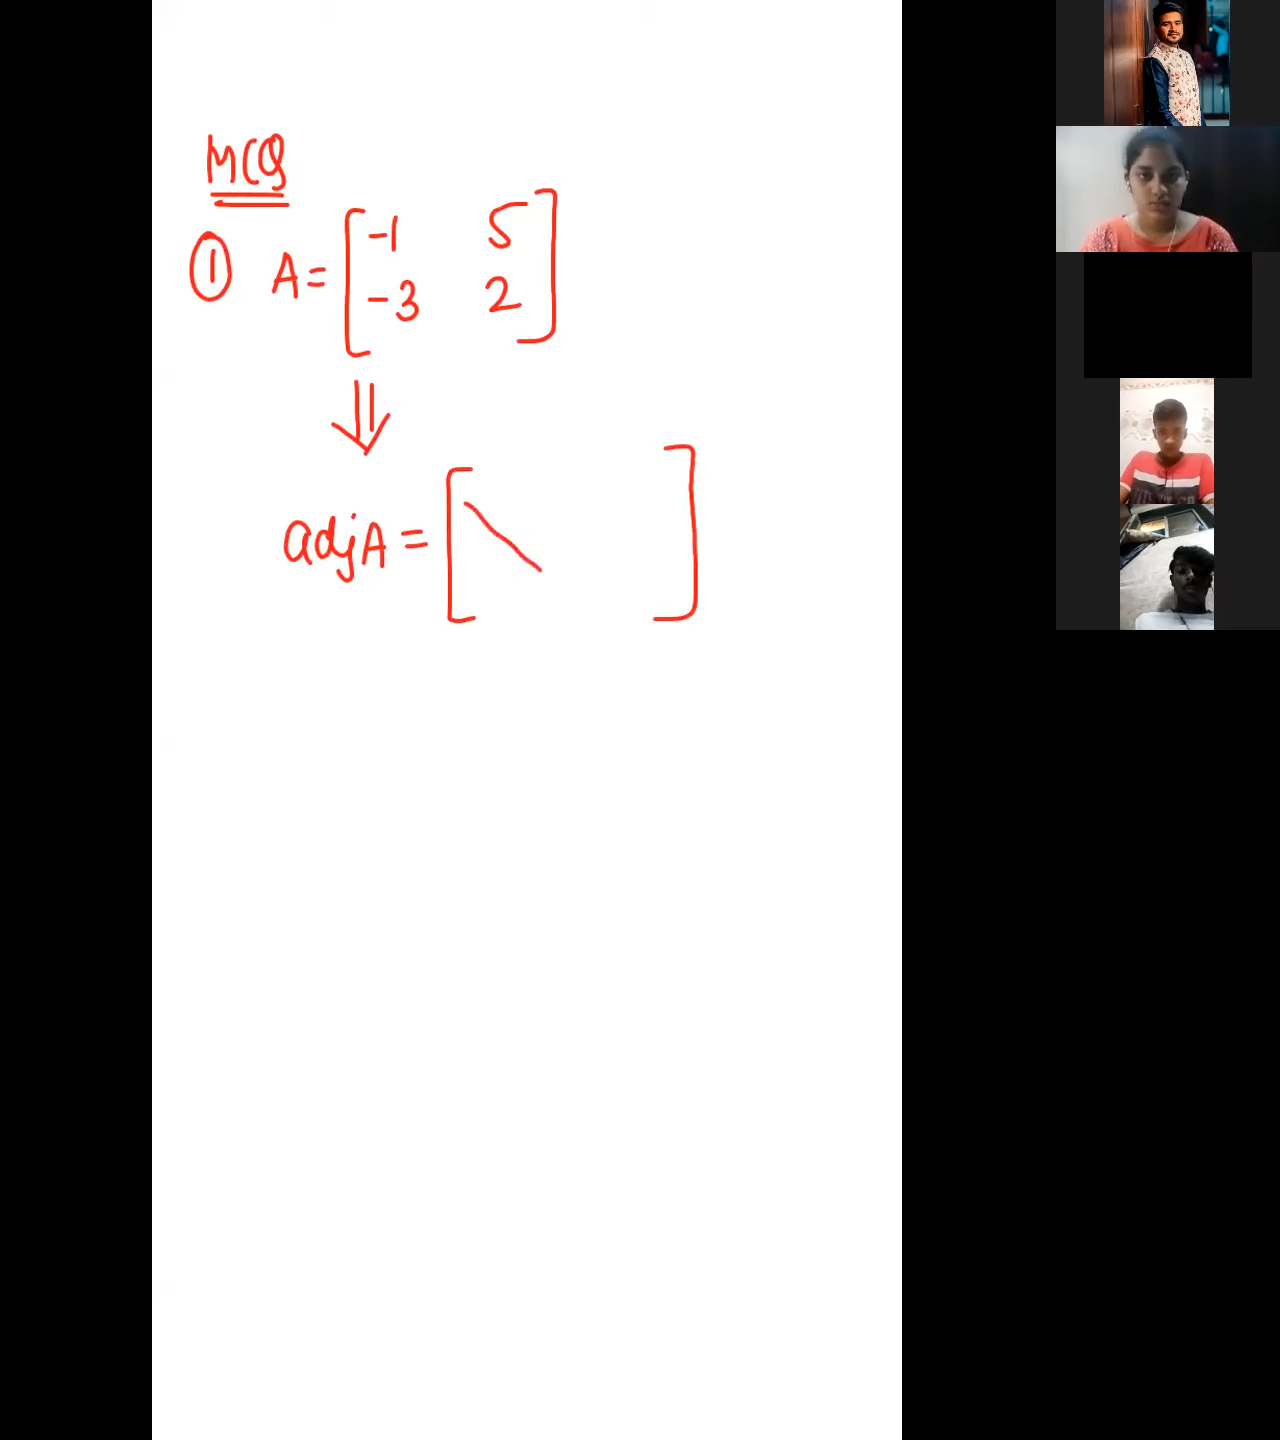 MCQ
① A = [ -1 5
-3 2 ]
⇓
adjA = [ ]